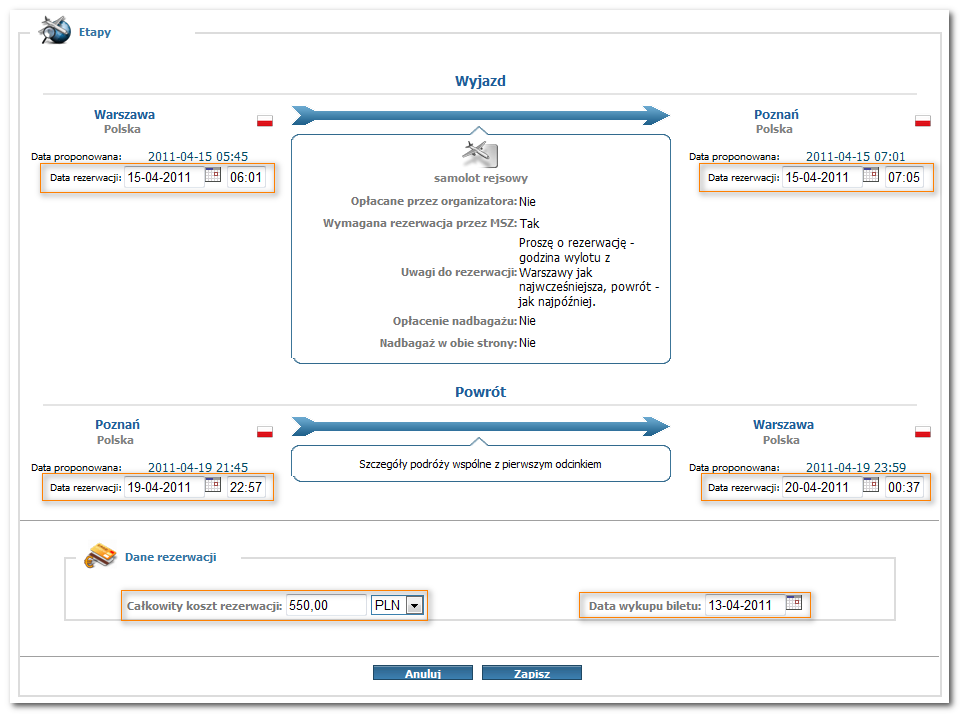 Etapy
Wyjazd
Warszawa
Polska
Poznań
Polska
Data proponowana: 2011-04-15 05:45
Data rezerwacji: 15-04-2011 06:01
Data proponowana: 2011-04-15 07:01
Data rezerwacji: 15-04-2011 07:05
samolot rejsowy
Opłacane przez organizatora: Nie
Wymagana rezerwacja przez MSZ: Tak
Uwagi do rezerwacji: Proszę o rezerwację -
godzina wylotu z
Warszawy jak
najwcześniejsza, powrót -
jak najpóźniej.
Opłacenie nadbagażu: Nie
Nadbagaż w obie strony: Nie
Powrót
Poznań
Polska
Warszawa
Polska
Data proponowana: 2011-04-19 21:45
Data rezerwacji: 19-04-2011 22:57
Szczegóły podróży wspólne z pierwszym odcinkiem
Data proponowana: 2011-04-19 23:59
Data rezerwacji: 20-04-2011 00:37
Dane rezerwacji
Całkowity koszt rezerwacji: 550,00 PLN
Data wykupu biletu: 13-04-2011
Anuluj Zapisz